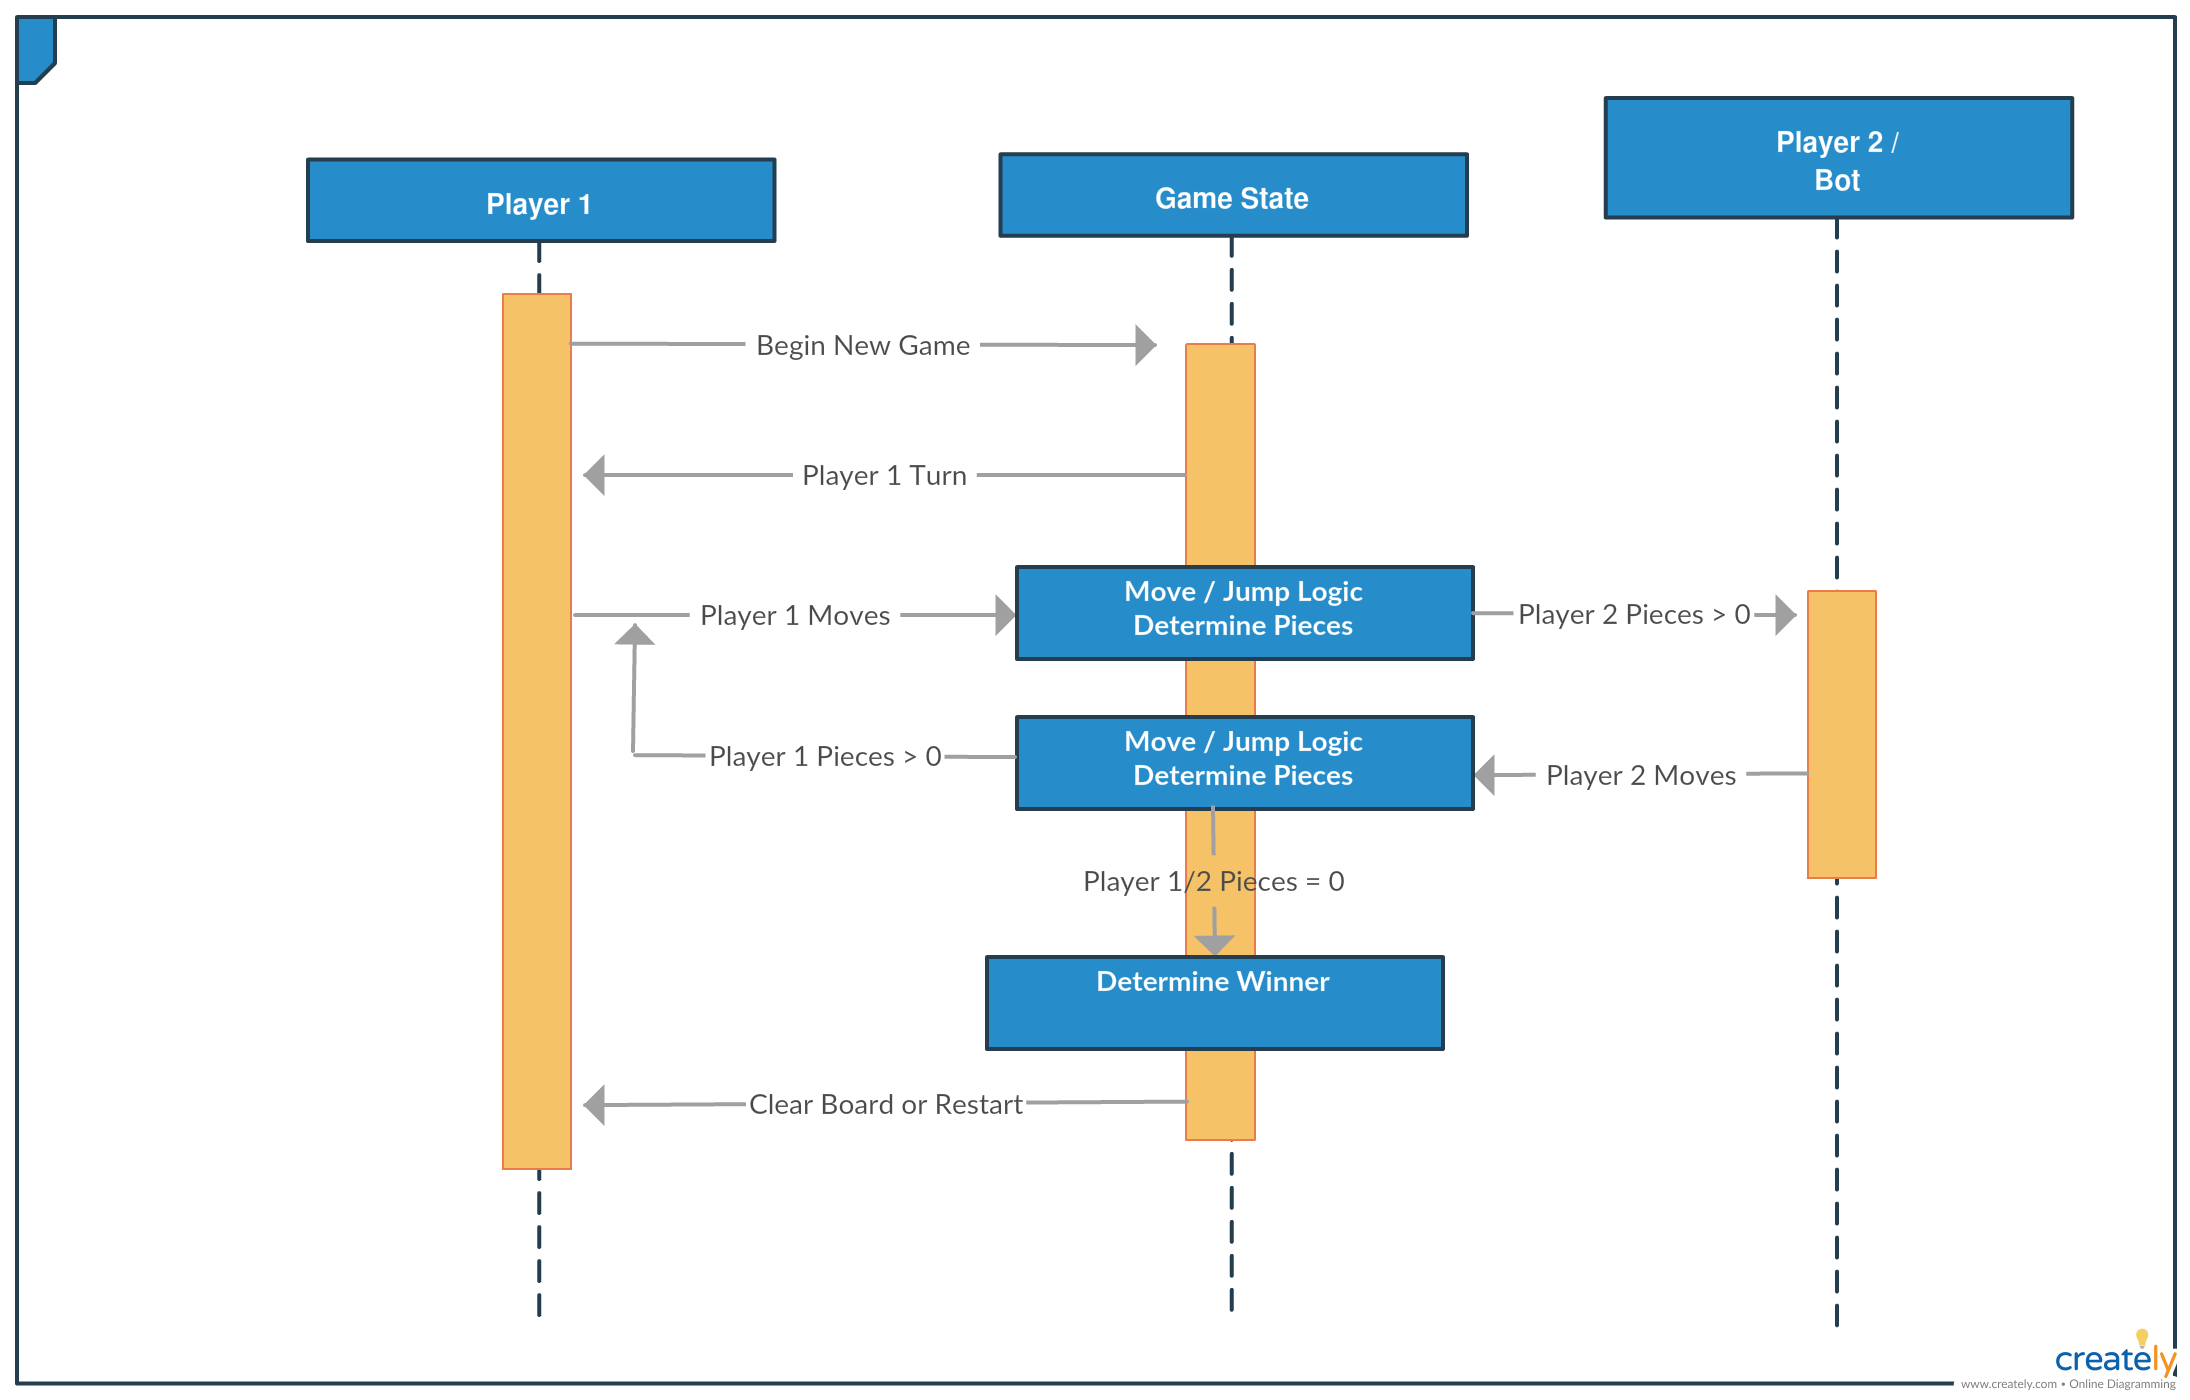 Player 1
Game State
Player 2 /
Bot
Begin New Game
Player 1 Turn
Player 1 Moves
Move / Jump Logic
Determine Pieces
Player 2 Pieces > 0
Player 1 Pieces > 0
Move / Jump Logic
Determine Pieces
Player 2 Moves
Player 1/2 Pieces = 0
Determine Winner
Clear Board or Restart
creately
www.creately.com • Online Diagramming